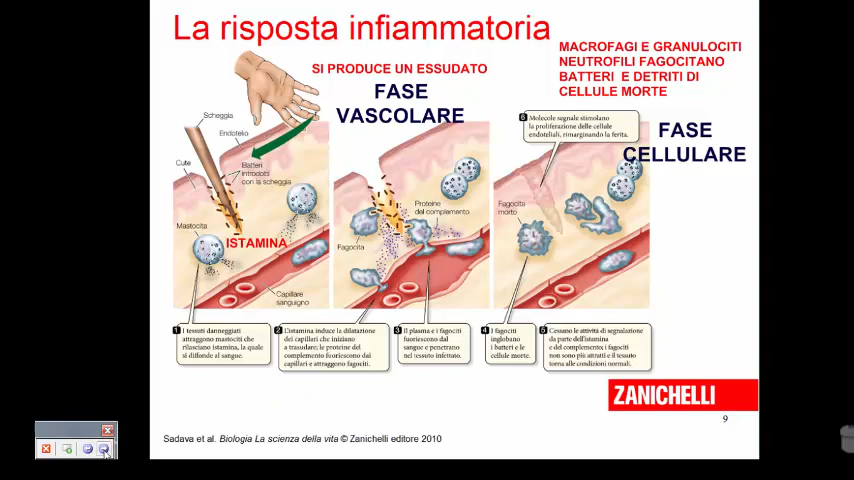 La risposta infiammatoria
SI PRODUCE UN ESSUDATO
FASE
VASCOLARE
MACROFAGI E GRANULOCITI
NEUTROFILI FAGOCITANO
BATTERI E DETRITI DI
CELLULE MORTE
FASE
CELLULARE
Scheggia
Endotelio
Cute
Batteri
introdotti
con la scheggia
Mastocita
ISTAMINA
Capillare
sanguigno
Proteine
del complemento
Fagocita
6 Molecole segnale stimolano
la proliferazione delle cellule
endoteliali, rimarginando la ferita.
Fagocita
morto
1 I tessuti danneggiati
attraggono mastociti che
rilasciano istamina, la quale
si diffonde al sangue.
2 L'istamina induce la dilatazione
dei capillari che iniziano
a trasudare; le proteine del
complemento fuoriescono dai
capillari e attraggono fagociti.
3 Il plasma e i fagociti
fuoriescono dal
sangue e penetrano
nel tessuto infettato.
4 I fagociti
inglobano
i batteri e le
cellule morte.
5 Cessano le attività di segnalazione
da parte dell'istamina
e del complemento; i fagociti
non sono più attratti e il tessuto
torna alle condizioni normali.
ZANICHELLI
9
Sadava et al. Biologia La scienza della vita © Zanichelli editore 2010